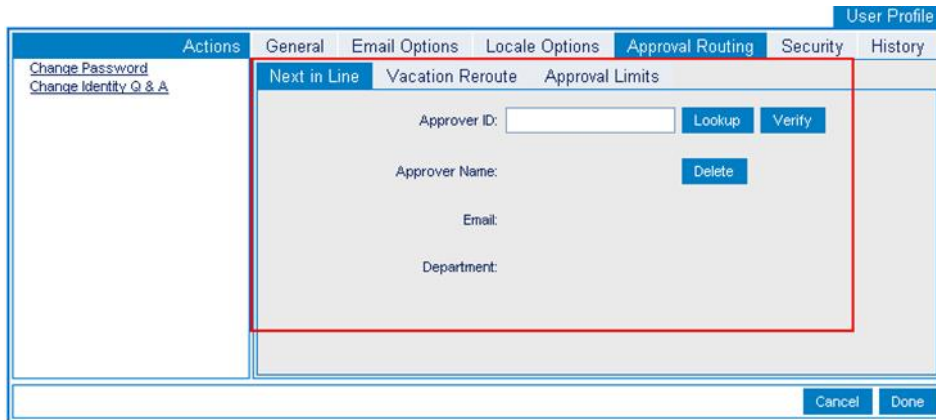 User Profile
Actions
General Email Options Locale Options Approval Routing Security History
Change Password
Change Identity Q & A
Next in Line Vacation Reroute Approval Limits
Approver ID: Lookup Verify
Approver Name: Delete
Email:
Department:
Cancel Done